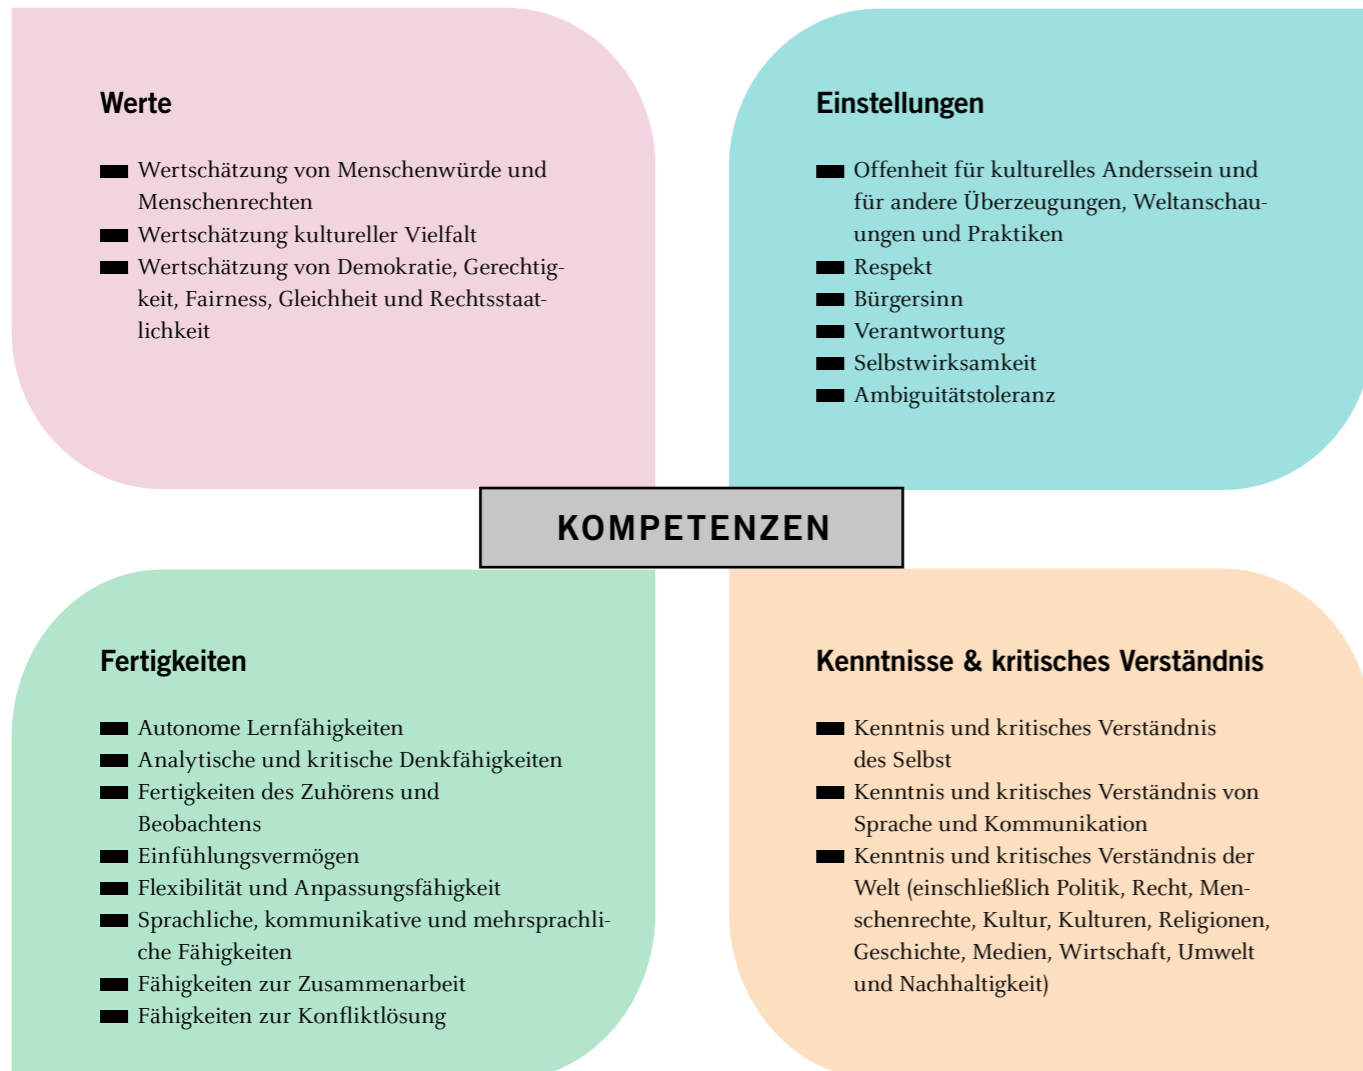 Werte
Wertschätzung von Menschenwürde und
Menschenrechten
Wertschätzung kultureller Vielfalt
Wertschätzung von Demokratie, Gerechtig-
keit, Fairness, Gleichheit und Rechtsstaat-
lichkeit
Einstellungen
Offenheit für kulturelles Anderssein und
für andere Überzeugungen, Weltanschau-
ungen und Praktiken
Respekt
Bürgersinn
Verantwortung
Selbstwirksamkeit
Ambiguitätstoleranz
KOMPETENZEN
Fertigkeiten
Autonome Lernfähigkeiten
Analytische und kritische Denkfähigkeiten
Fertigkeiten des Zuhörens und
Beobachtens
Einfühlungsvermögen
Flexibilität und Anpassungsfähigkeit
Sprachliche, kommunikative und mehrsprachli-
che Fähigkeiten
Fähigkeiten zur Zusammenarbeit
Fähigkeiten zur Konfliktlösung
Kenntnisse & kritisches Verständnis
Kenntnis und kritisches Verständnis
des Selbst
Kenntnis und kritisches Verständnis von
Sprache und Kommunikation
Kenntnis und kritisches Verständnis der
Welt (einschließlich Politik, Recht, Men-
schenrechte, Kultur, Kulturen, Religionen,
Geschichte, Medien, Wirtschaft, Umwelt
und Nachhaltigkeit)